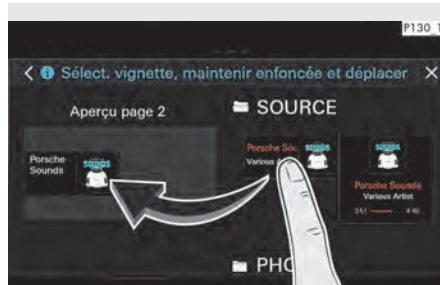 P130_1
Sélect. vignette, maintenir enfoncée et déplacer
Aperçu page 2
SOURCE
Porsche
Sounds
SOUNDS
Porsche Sou
Various
SOUNDS
SOUNDS
Porsche Sounds
Various Artist
PHO